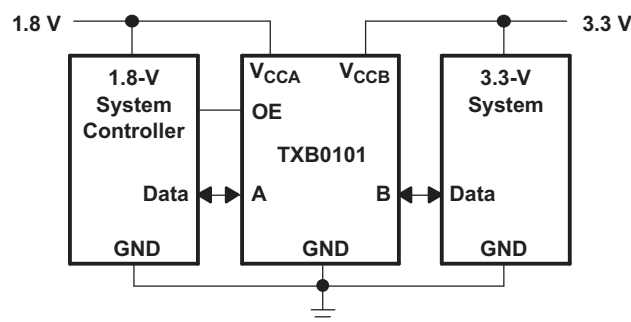 1.8 V
3.3 V
1.8-V
System
Controller
Data
GND
VCCA
VCCB
OE
TXB0101
A
B
GND
3.3-V
System
Data
GND